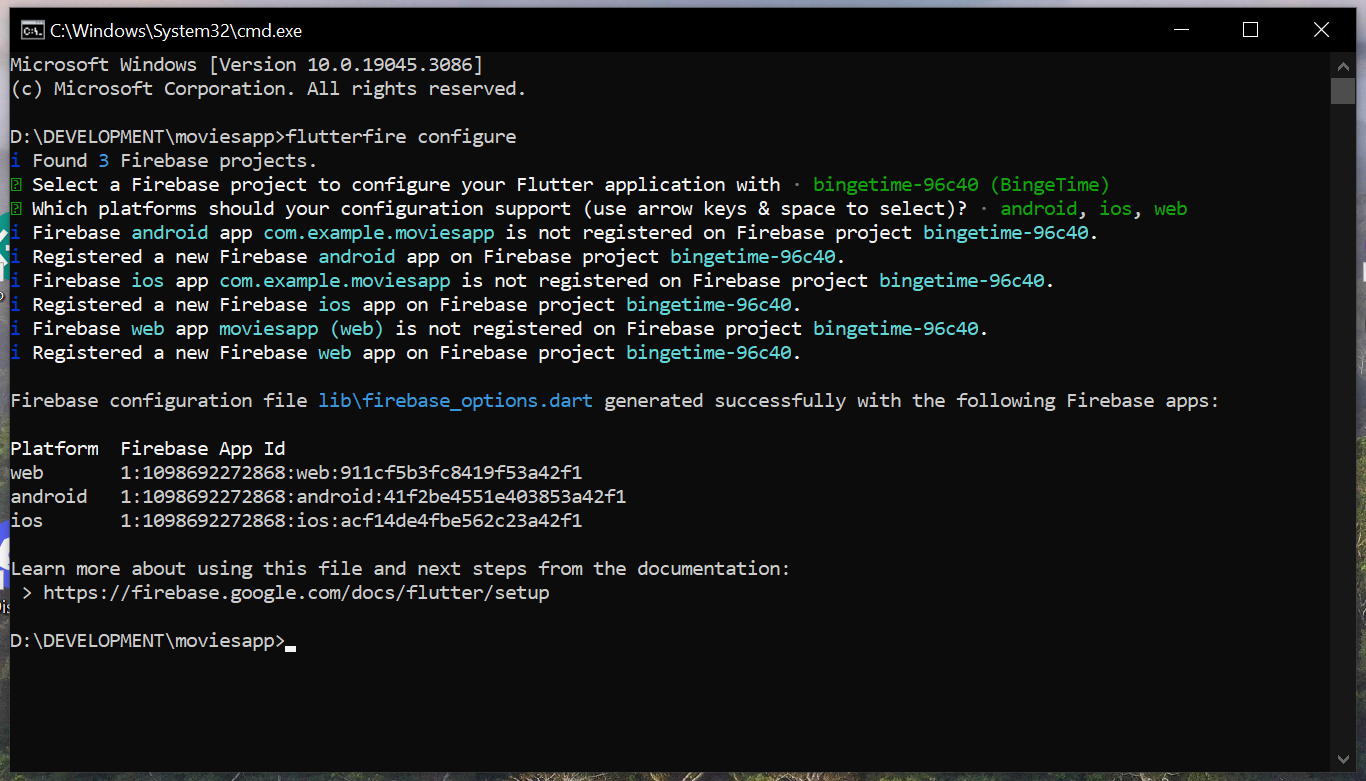 C:\Windows\System32\cmd.exe
Microsoft Windows [Version 10.0.19045.3086]
(c) Microsoft Corporation. All rights reserved.
D:\DEVELOPMENT\moviesapp>flutterfire configure
i Found 3 Firebase projects.
Select a Firebase project to configure your Flutter application with · bingetime-96c40 (BingeTime)
Which platforms should your configuration support (use arrow keys & space to select)? · android, ios, web
i Firebase android app com.example.moviesapp is not registered on Firebase project bingetime-96c40.
i Registered a new Firebase android app on Firebase project bingetime-96c40.
i Firebase ios app com.example.moviesapp is not registered on Firebase project bingetime-96c40.
i Registered a new Firebase ios app on Firebase project bingetime-96c40.
i Firebase web app moviesapp (web) is not registered on Firebase project bingetime-96c40.
i Registered a new Firebase web app on Firebase project bingetime-96c40.
Firebase configuration file lib\firebase_options.dart generated successfully with the following Firebase apps:
Platform  Firebase App Id
web       1:1098692272868:web:911cf5b3fc8419f53a42f1
android   1:1098692272868:android:41f2be4551e403853a42f1
ios       1:1098692272868:ios:acf14de4fbe562c23a42f1
Learn more about using this file and next steps from the documentation:
> https://firebase.google.com/docs/flutter/setup
D:\DEVELOPMENT\moviesapp>